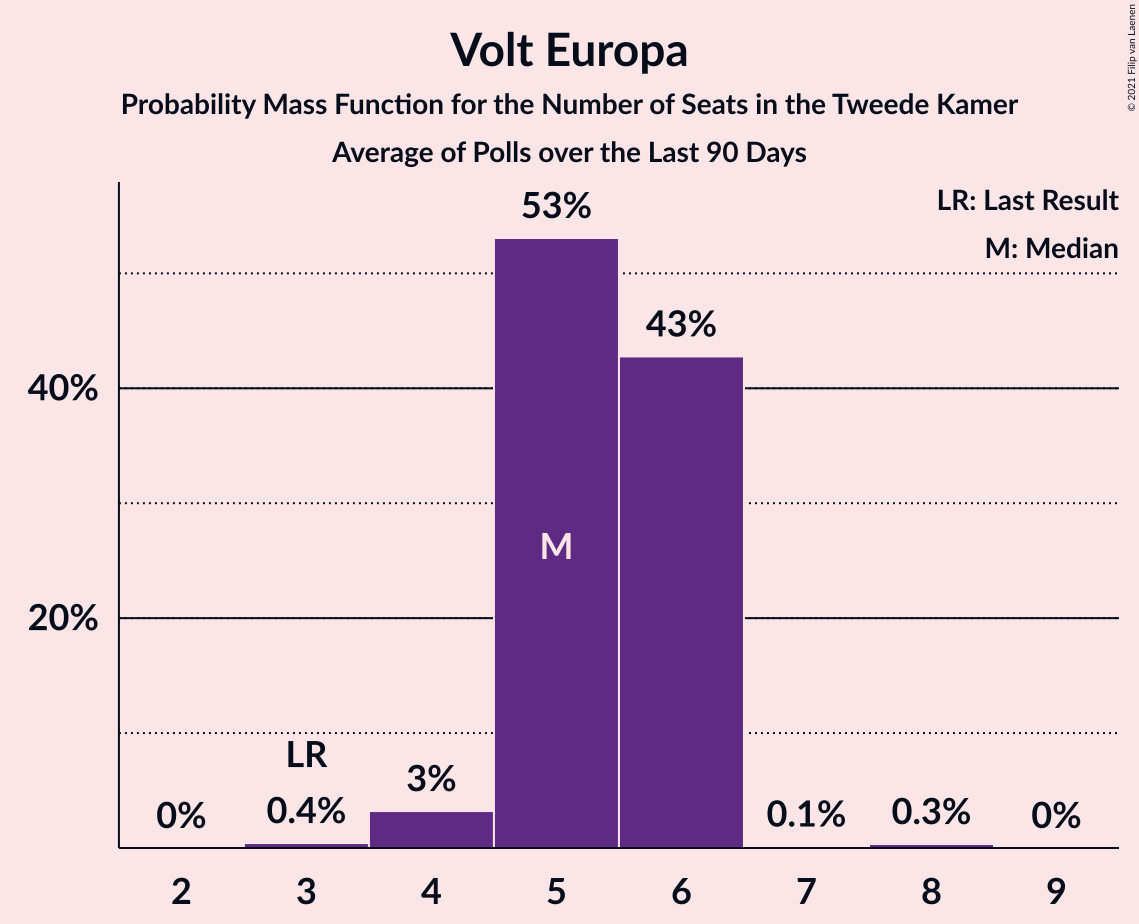 Volt Europa
Probability Mass Function for the Number of Seats in the Tweede Kamer
Average of Polls over the Last 90 Days
© 2021 Filip van Laenen
LR: Last Result
M: Median
53%
43%
40%
M
20%
LR
0% 0.4% 3% 0.1% 0.3% 0%
2 3 4 5 6 7 8 9